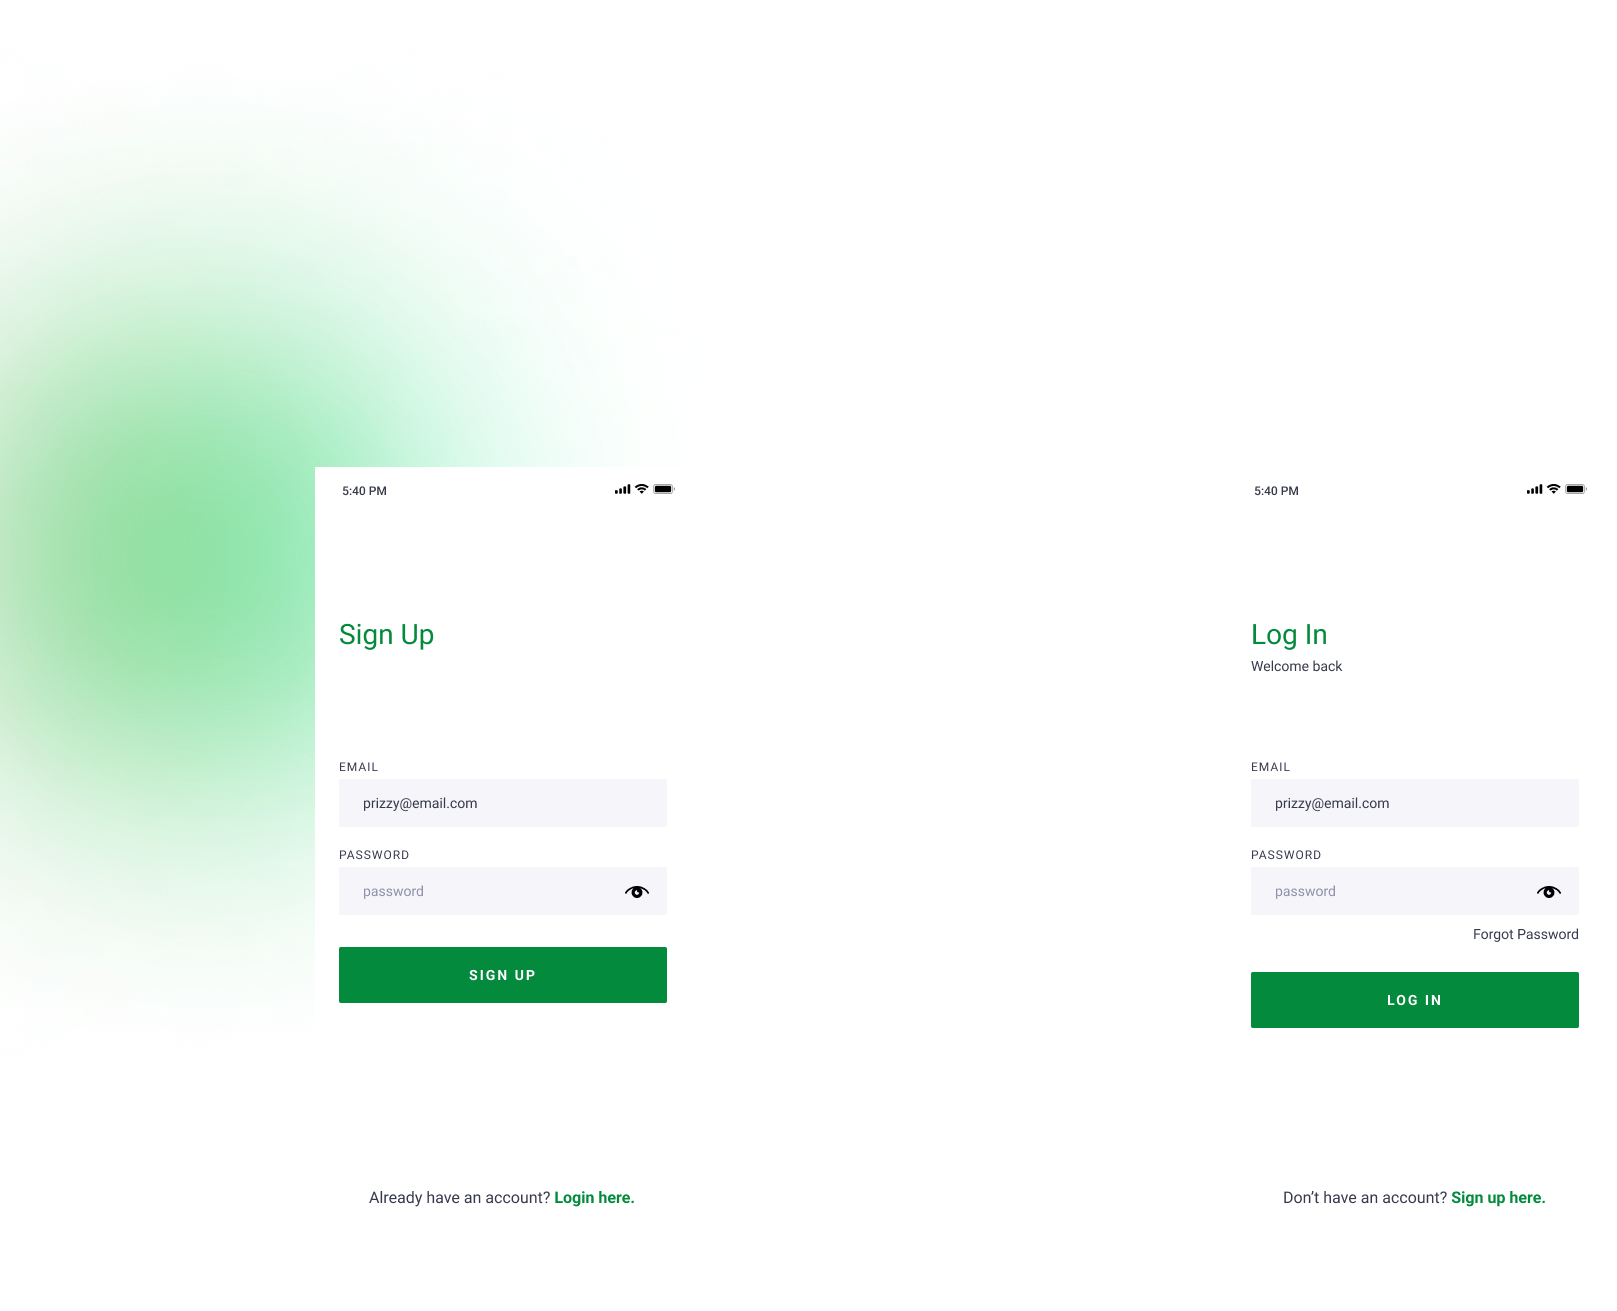 5:40 PM
Sign Up
EMAIL
prizzy@email.com
PASSWORD
password
SIGN UP
Already have an account? Login here.
5:40 PM
Log In
Welcome back
EMAIL
prizzy@email.com
PASSWORD
password
Forgot Password
LOG IN
Don’t have an account? Sign up here.